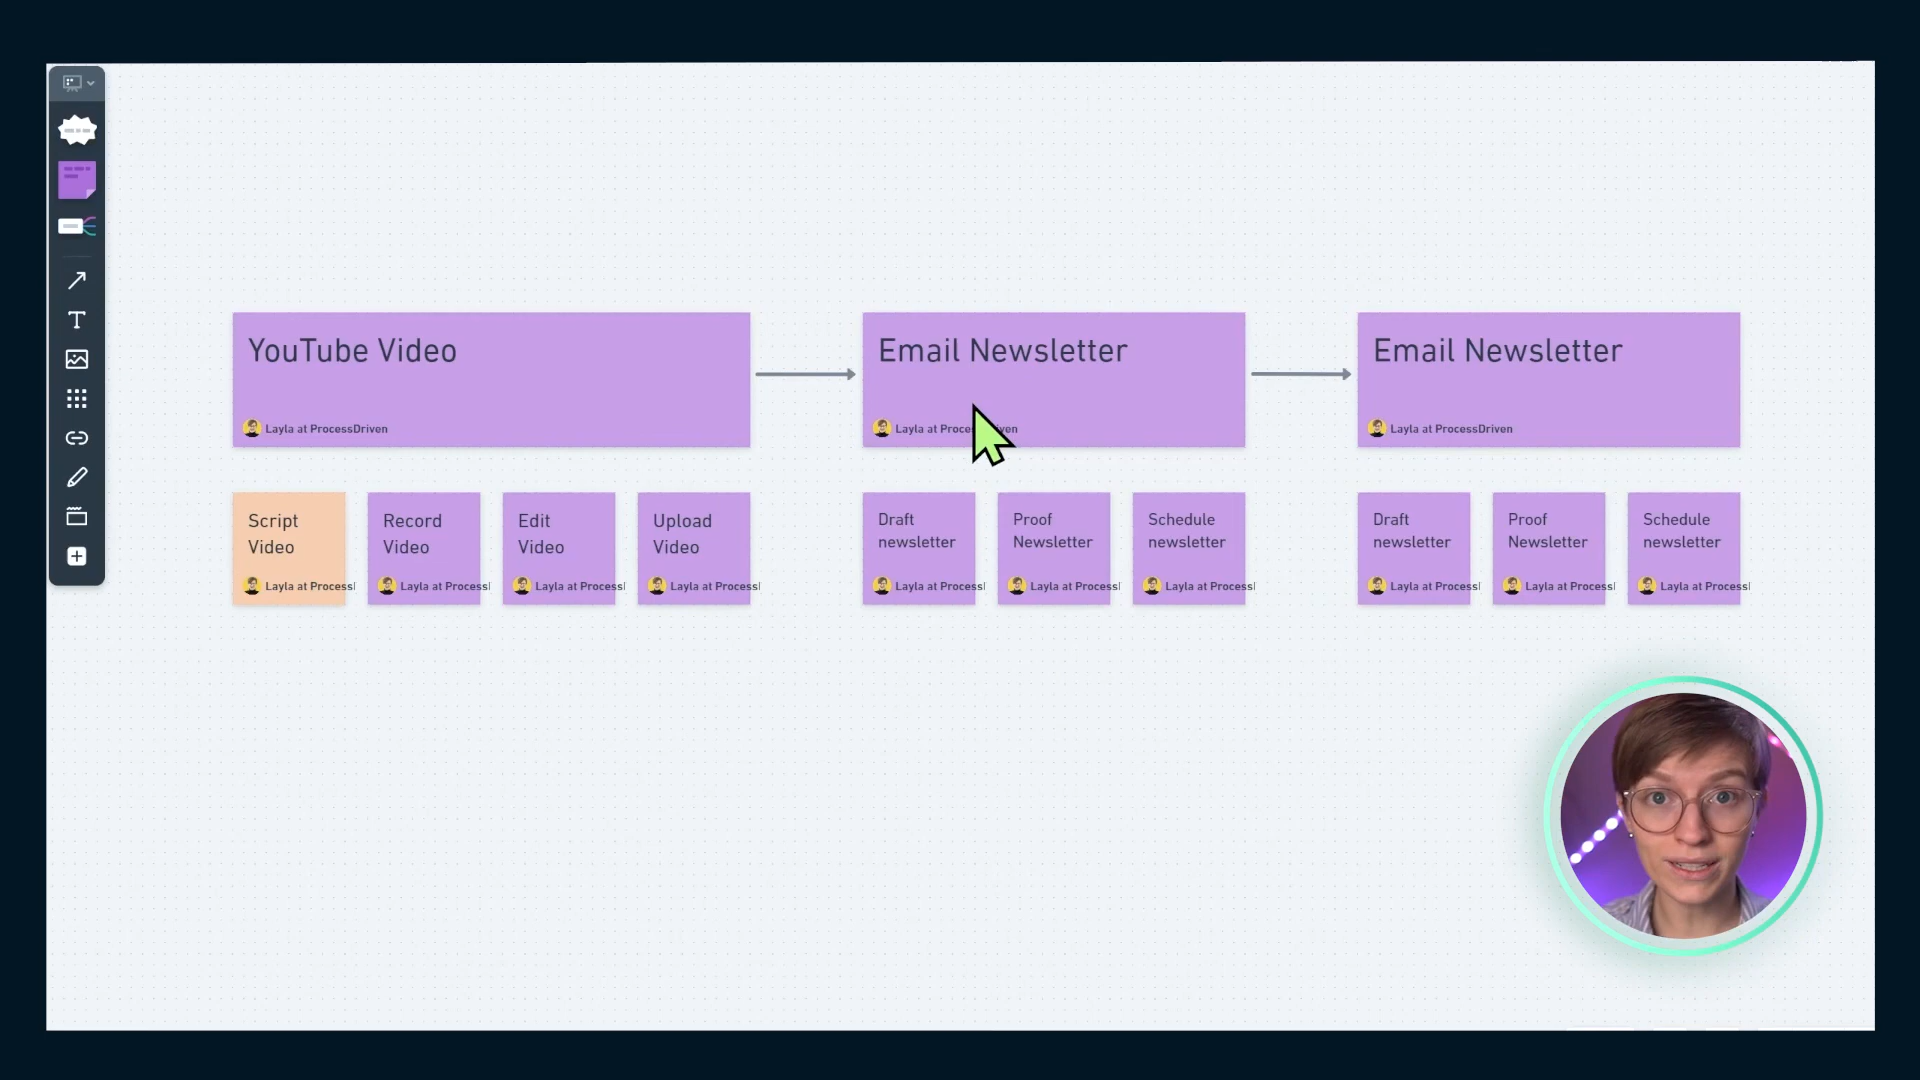 YouTube Video
Layla at ProcessDriven
Email Newsletter
Layla at Proces ven
Email Newsletter
Layla at ProcessDriven
Script
Video
Layla at Process
Record
Video
Layla at Process
Edit
Video
Layla at Process
Upload
Video
Layla at Process
Draft
newsletter
Layla at Process
Proof
Newsletter
Layla at Process
Schedule
newsletter
Layla at Process
Draft
newsletter
Layla at Process
Proof
Newsletter
Layla at Process
Schedule
newsletter
Layla at Process